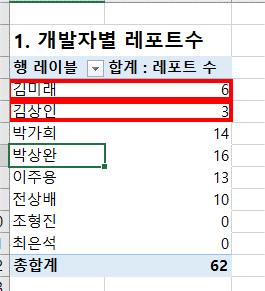 1. 개발자별 레포트수
행 레이블 합계 : 레포트 수
김미래 6
김상인 3
박가희 14
박상완 16
이주용 13
전상배 10
조형진 0
최은석 0
총합계 62